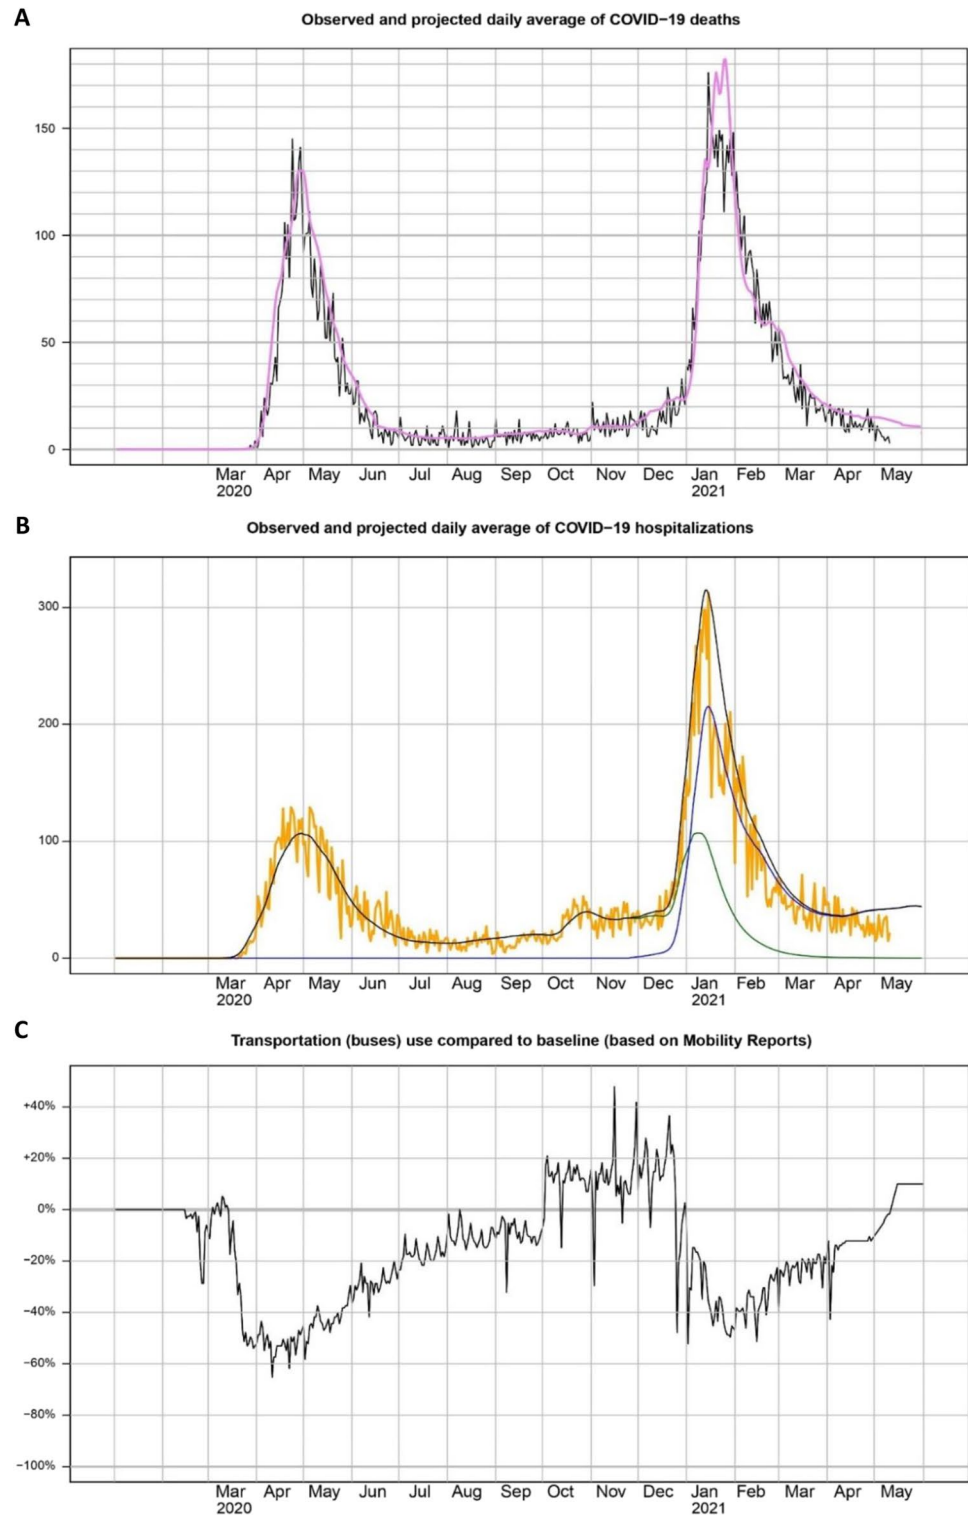 A
Observed and projected daily average of COVID−19 deaths
150
100
50
0
Mar Apr May Jun Jul Aug Sep Oct Nov Dec Jan Feb Mar Apr May
2020 2021
B
Observed and projected daily average of COVID−19 hospitalizations
300
200
100
0
Mar Apr May Jun Jul Aug Sep Oct Nov Dec Jan Feb Mar Apr May
2020 2021
C
Transportation (buses) use compared to baseline (based on Mobility Reports)
+40%
+20%
0%
−20%
−40%
−60%
−80%
−100%
Mar Apr May Jun Jul Aug Sep Oct Nov Dec Jan Feb Mar Apr May
2020 2021